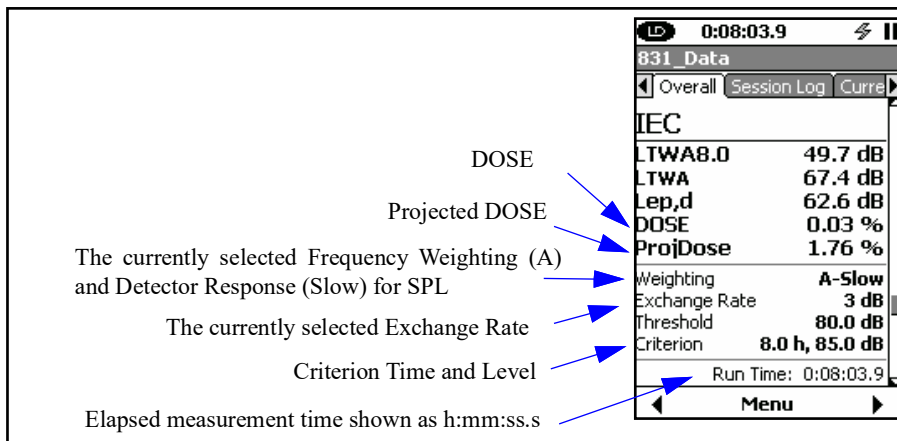 LD 0:08:03.9
831_Data
Overall Session Log Curre
IEC
LTWA8.0 49.7 dB
LTWA 67.4 dB
Lep,d 62.6 dB
DOSE 0.03 %
ProjDose 1.76 %
Weighting A-Slow
Exchange Rate 3 dB
Threshold 80.0 dB
Criterion 8.0 h, 85.0 dB
Run Time: 0:08:03.9
Menu
DOSE
Projected DOSE
The currently selected Frequency Weighting (A)
and Detector Response (Slow) for SPL
The currently selected Exchange Rate
Criterion Time and Level
Elapsed measurement time shown as h:mm:ss.s